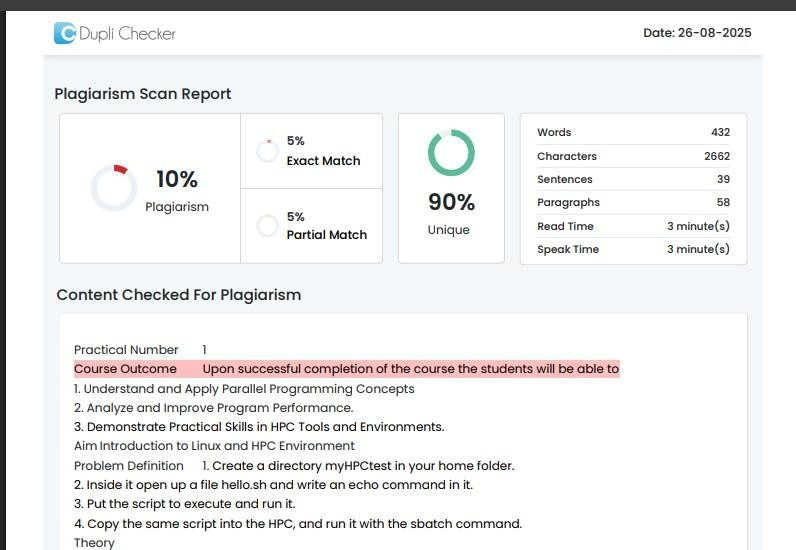 Dupli Checker
Date: 26-08-2025
Plagiarism Scan Report
10%
Plagiarism
5%
Exact Match
5%
Partial Match
90%
Unique
Words 432
Characters 2662
Sentences 39
Paragraphs 58
Read Time 3 minute(s)
Speak Time 3 minute(s)
Content Checked For Plagiarism
Practical Number 1
Course Outcome Upon successful completion of the course the students will be able to
1. Understand and Apply Parallel Programming Concepts
2. Analyze and Improve Program Performance.
3. Demonstrate Practical Skills in HPC Tools and Environments.
Aim Introduction to Linux and HPC Environment
Problem Definition 1. Create a directory myHPCtest in your home folder.
2. Inside it open up a file hello.sh and write an echo command in it.
3. Put the script to execute and run it.
4. Copy the same script into the HPC, and run it with the sbatch command.
Theory